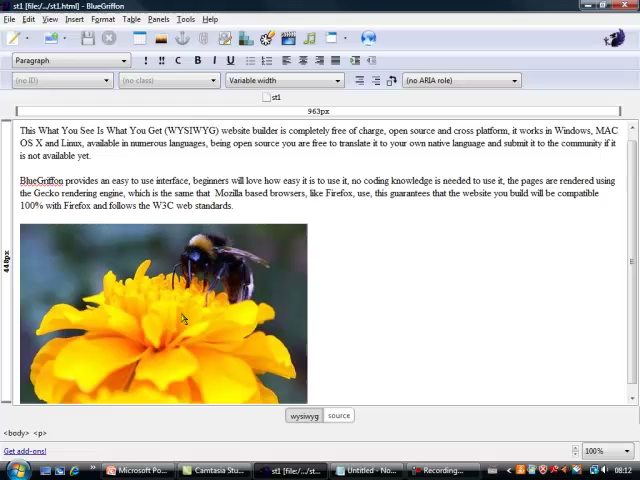 st1 [file:/.../st1.html] - BlueGriffon
File Edit View Insert Format Table Panels Tools Help
Paragraph ! !! C B I U
(no ID) (no class) Variable width (no ARIA role)
st1
963px
This What You See Is What You Get (WYSIWYG) website builder is completely free of charge, open source and cross platform, it works in Windows, MAC
OS X and Linux, available in numerous languages, being open source you are free to translate it to your own native language and submit it to the community if it
is not available yet.
BlueGriffon provides an easy to use interface, beginners will love how easy it is to use it, no coding knowledge is needed to use it, the pages are rendered using
the Gecko rendering engine, which is the same that Mozilla based browsers, like Firefox, use, this guarantees that the website you build will be compatible
100% with Firefox and follows the W3C web standards.
448px
wysiwyg source
<body> <p>
Get add-ons!
100%
Microsoft Po... Camtasia Stu... st1 [file:/.../st... Untitled - No... Recording... 08:12